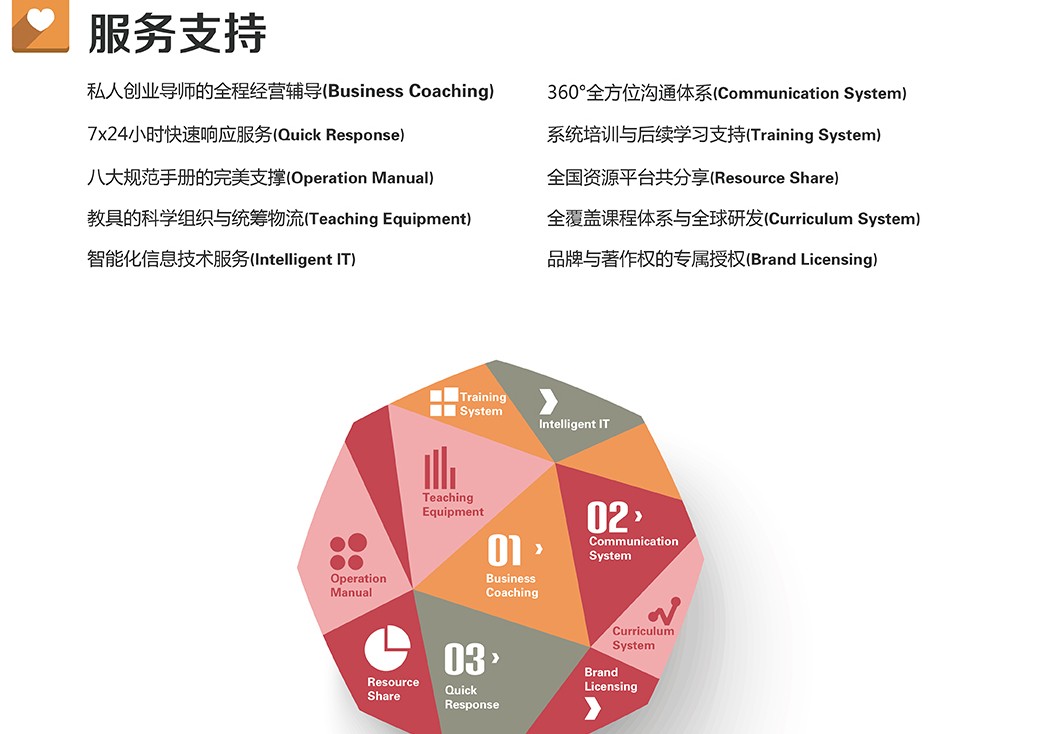 服务支持
私人创业导师的全程经营辅导(Business Coaching)
7x24小时快速响应服务(Quick Response)
八大规范手册的完美支撑(Operation Manual)
教具的科学组织与统筹物流(Teaching Equipment)
智能化信息技术服务(Intelligent IT)
360°全方位沟通体系(Communication System)
系统培训与后续学习支持(Training System)
全国资源平台共分享(Resource Share)
全覆盖课程体系与全球研发(Curriculum System)
品牌与著作权的专属授权(Brand Licensing)
Training
System
Intelligent IT
Teaching
Equipment
02
Communication
System
01
Business
Coaching
Operation
Manual
Curriculum
System
03
Quick
Response
Resource
Share
Brand
Licensing